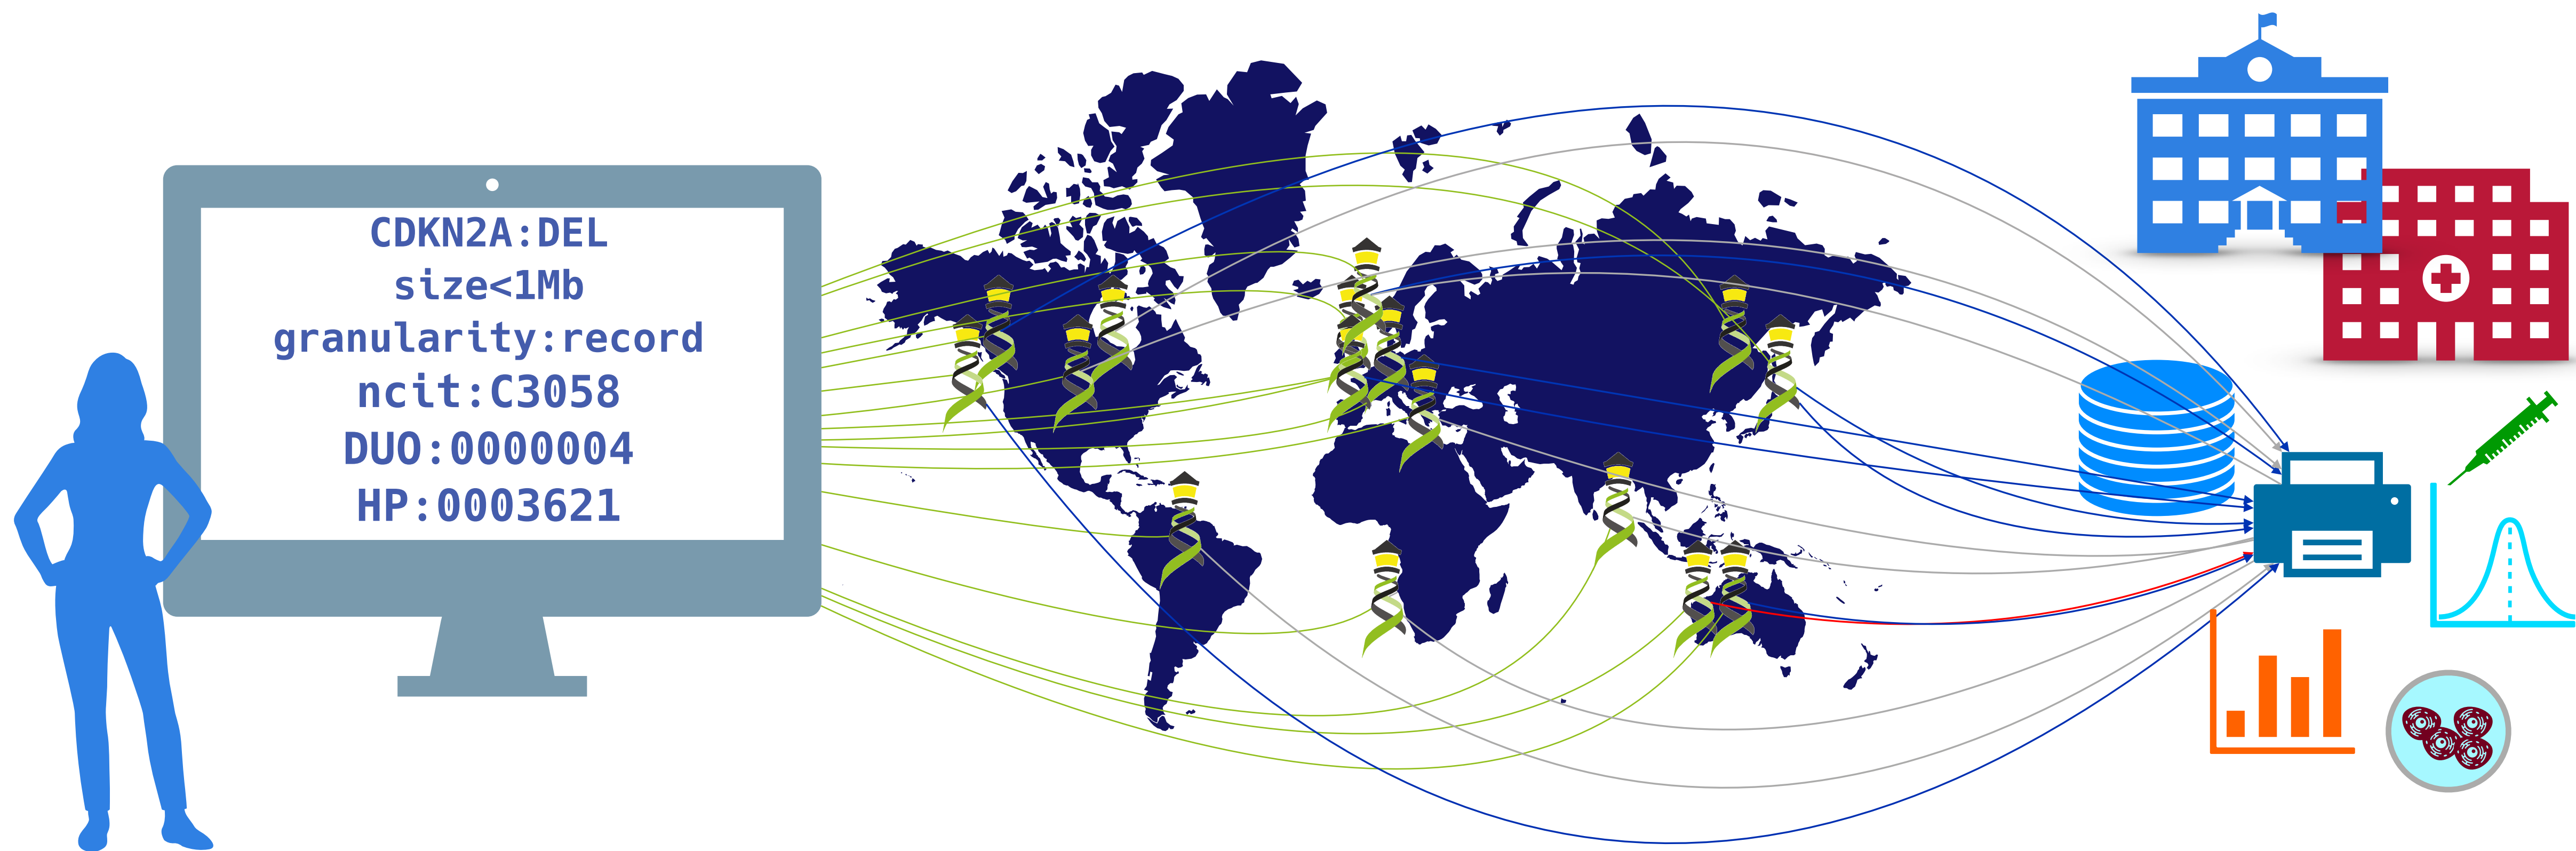 CDKN2A:DEL
size<1Mb
granularity:record
ncit:C3058
DUO:0000004
HP:0003621